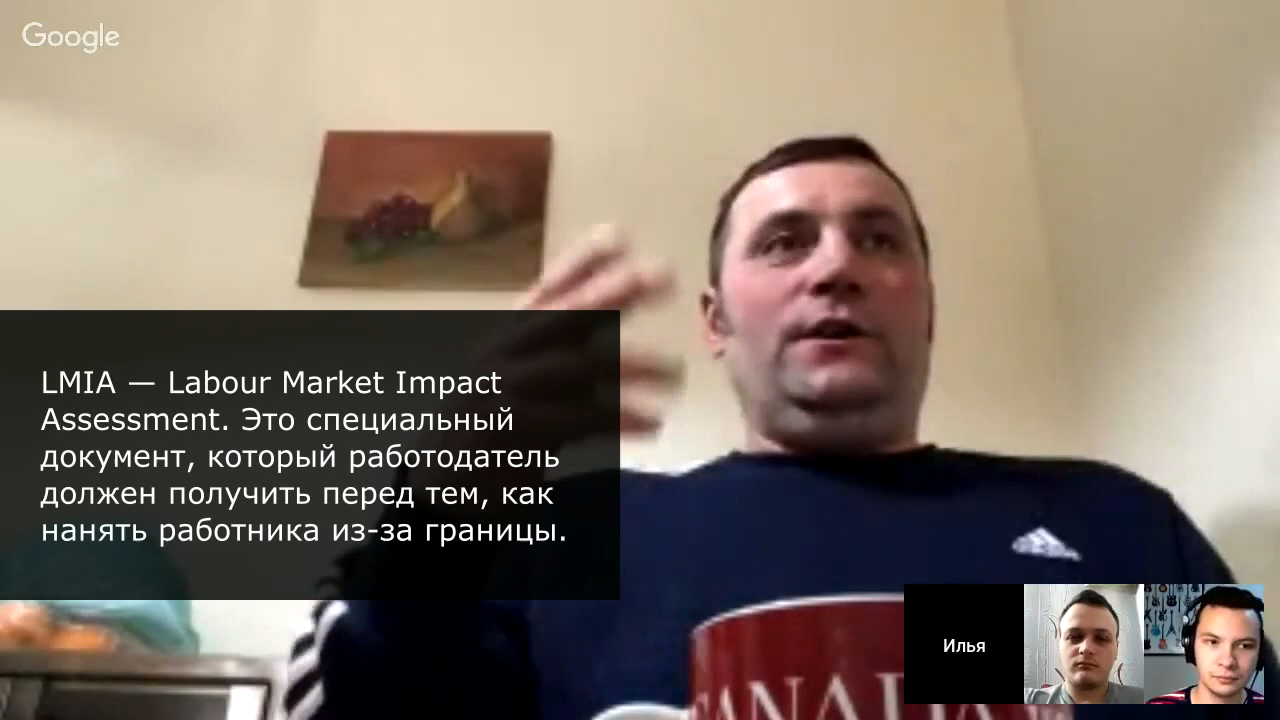 Google
LMIA — Labour Market Impact
Assessment. Это специальный
документ, который работодатель
должен получить перед тем, как
нанять работника из-за границы.
Илья
CANADA